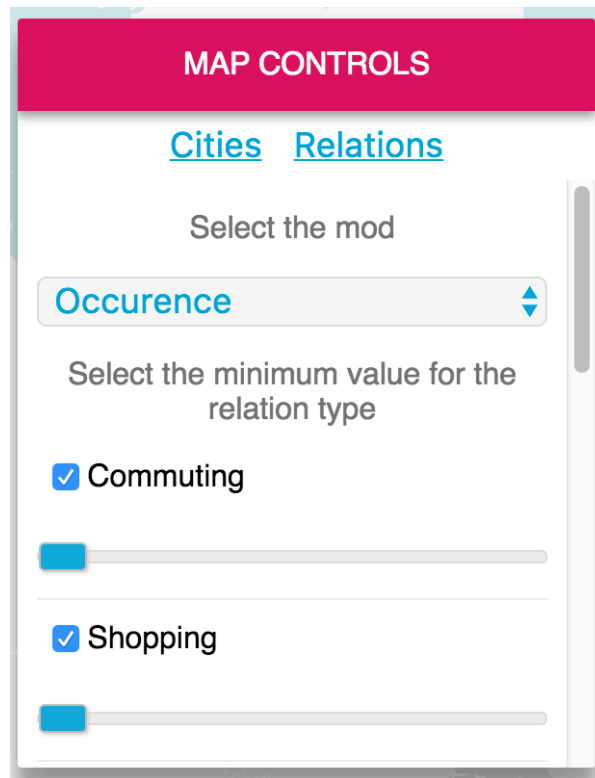 MAP CONTROLS
Cities Relations
Select the mod
Occurence
Select the minimum value for the
relation type
Commuting
Shopping